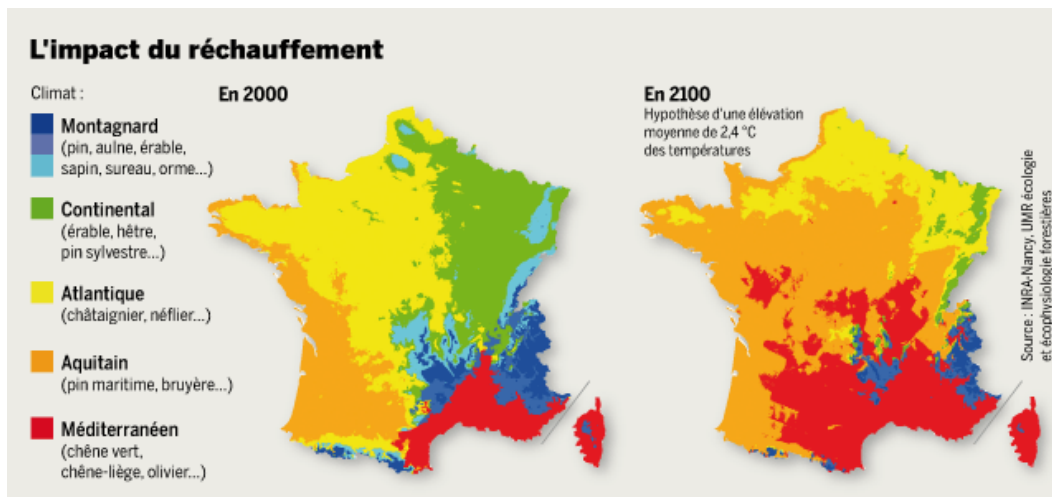 L'impact du réchauffement
Climat :
Montagnard
(pin, aulne, érable,
sapin, sureau, orme...)
Continental
(érable, hêtre,
pin sylvestre...)
Atlantique
(châtaignier, néflier...)
Aquitain
(pin maritime, bruyère...)
Méditerranéen
(chêne vert,
chêne-liège, olivier...)
En 2000
En 2100
Hypothèse d'une élévation
moyenne de 2,4 °C
des températures
Source : INRA-Nancy, UMR écologie
et écophysiologie forestières